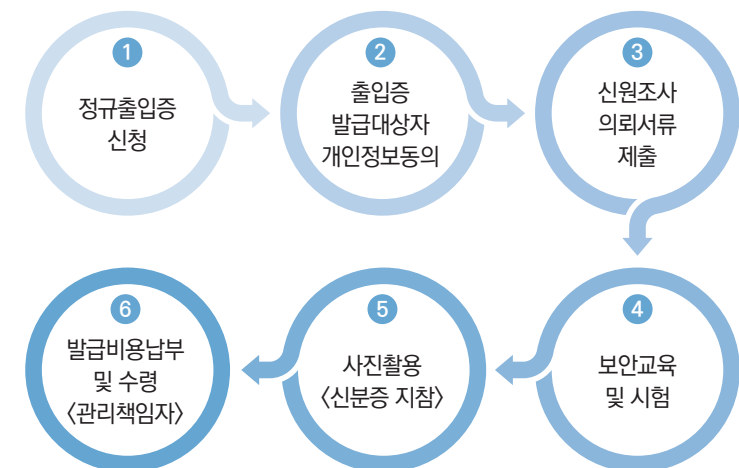 1
정규출입증
신청
2
출입증
발급대상자
개인정보동의
3
신원조사
의뢰서류
제출
4
보안교육
및 시험
5
사진촬용
〈신분증 지참〉
6
발급비용납부
및 수령
〈관리책임자〉